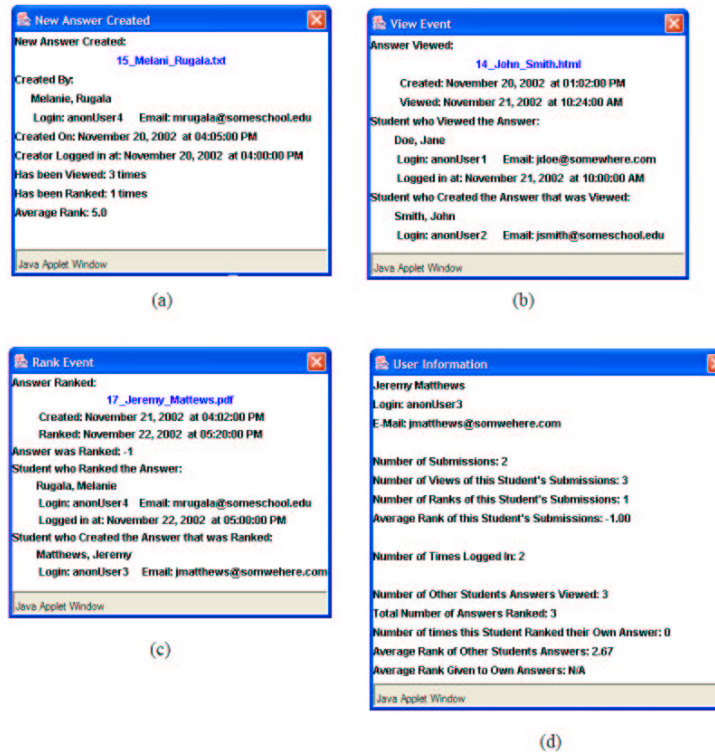 New Answer Created
New Answer Created:
15_Melani_Rugala.txt
Created By:
Melanie, Rugala
Login: anonUser4 Email: mrugala@someschool.edu
Created On: November 20, 2002 at 04:05:00 PM
Creator Logged in at: November 20, 2002 at 04:00:00 PM
Has been Viewed: 3 times
Has been Ranked: 1 times
Average Rank: 5.0
Java Applet Window
(a)
View Event
Answer Viewed:
14_John_Smith.html
Created: November 20, 2002 at 01:02:00 PM
Viewed: November 21, 2002 at 10:24:00 AM
Student who Viewed the Answer:
Doe, Jane
Login: anonUser1 Email: jdoe@somewhere.com
Logged in at: November 21, 2002 at 10:00:00 AM
Student who Created the Answer that was Viewed:
Smith, John
Login: anonUser2 Email: jsmith@someschool.edu
Java Applet Window
(b)
Rank Event
Answer Ranked:
17_Jeremy_Mattews.pdf
Created: November 21, 2002 at 04:02:00 PM
Ranked: November 22, 2002 at 05:20:00 PM
Answer was Ranked: -1
Student who Ranked the Answer:
Rugala, Melanie
Login: anonUser4 Email: mrugala@someschool.edu
Logged in at: November 22, 2002 at 05:00:00 PM
Student who Created the Answer that was Ranked:
Matthews, Jeremy
Login: anonUser3 Email: jmatthews@somwehere.com
Java Applet Window
(c)
User Information
Jeremy Matthews
Login: anonUser3
E-Mail: jmatthews@somwehere.com
Number of Submissions: 2
Number of Views of this Student's Submissions: 3
Number of Ranks of this Student's Submissions: 1
Average Rank of this Student's Submissions: -1.00
Number of Times Logged In: 2
Number of Other Students Answers Viewed: 3
Total Number of Answers Ranked: 3
Number of times this Student Ranked their Own Answer: 0
Average Rank of Other Students Answers: 2.67
Average Rank Given to Own Answers: N/A
Java Applet Window
(d)